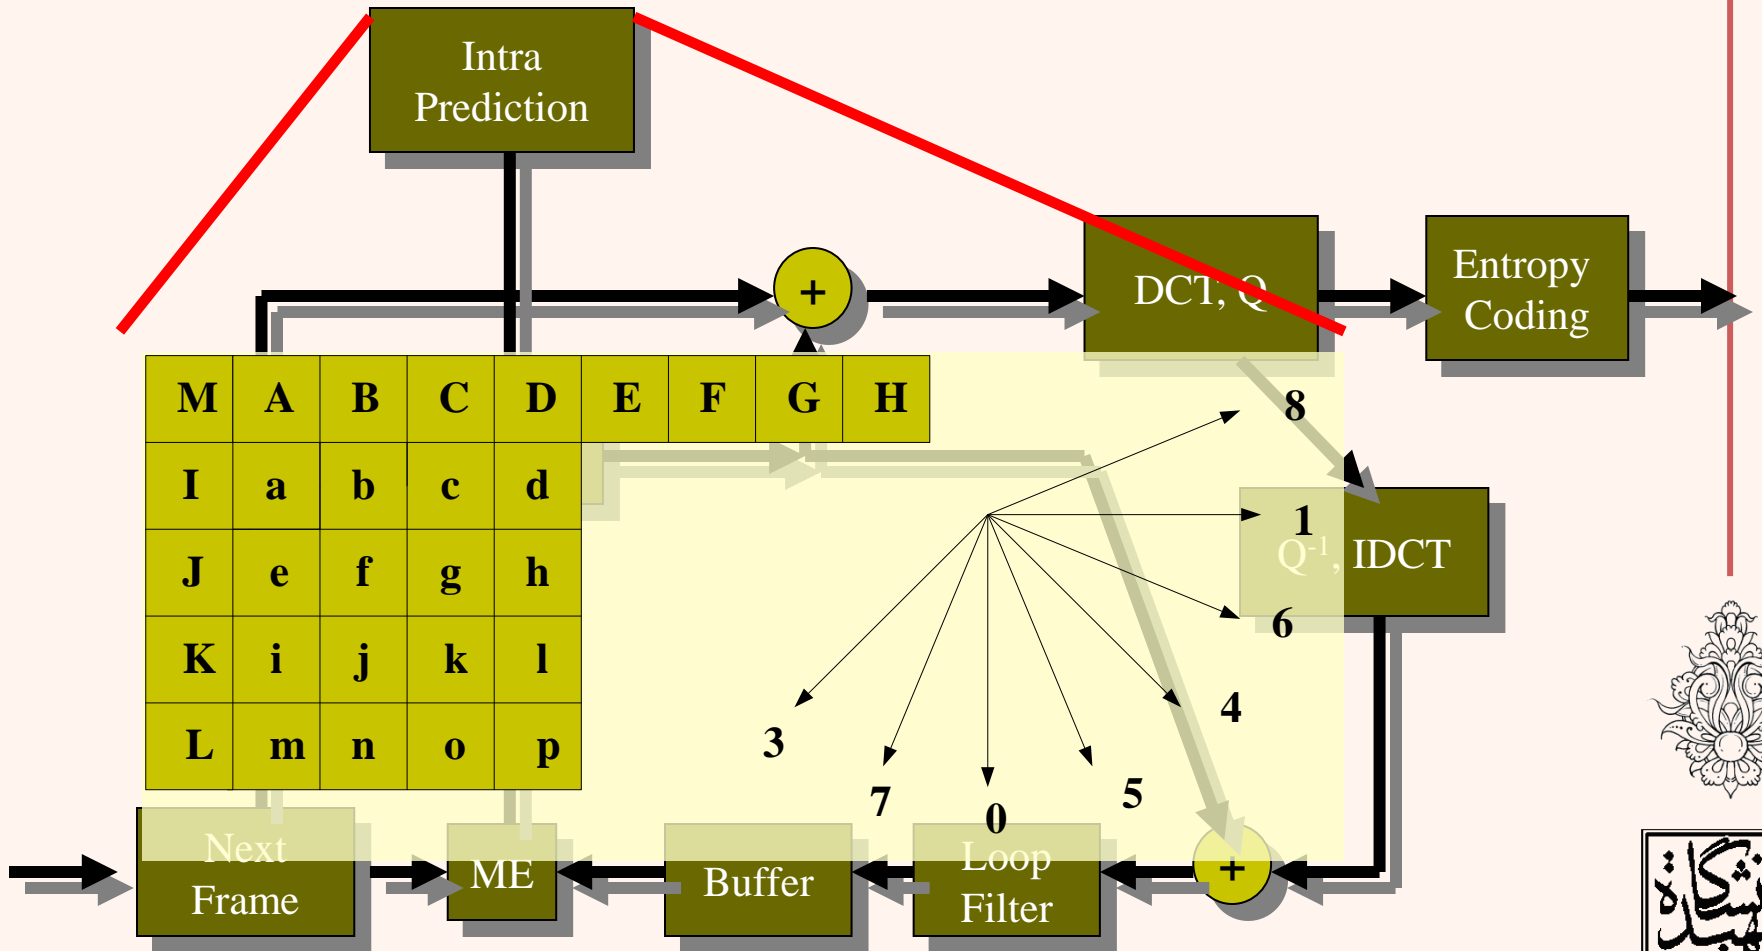 Intra
Prediction
+
DCT, Q
Entropy
Coding
M A B C D E F G H
I a b c d
J e f g h
K i j k l
L m n o p
8
1
6
4
5
0
7
3
Q-1, IDCT
Next
Frame
ME
Buffer
Loop
Filter
+